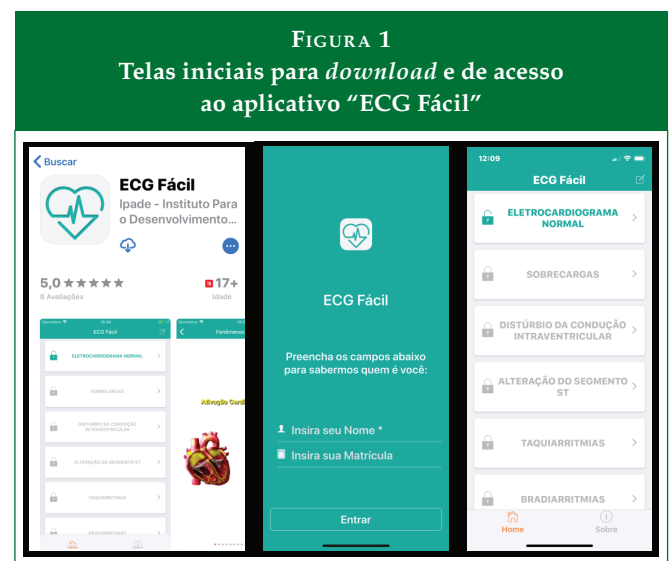 FIGURA 1
Telas iniciais para download e de acesso
ao aplicativo “ECG Fácil”
Buscar
ECG Fácil
Ipade - Instituto Para
o Desenvolvimento...
5,0 ★★★★★
8 Avaliações
17+
Idade
ECG Fácil
ELETROCARDIOGRAMA NORMAL
SOBRECARGAS
DISTÚRBIO DA CONDUÇÃO
INTRAVENTRICULAR
ALTERAÇÃO DO SEGMENTO ST
TAQUIARRITMIAS
Fenômenos
Ativação
ECG Fácil
Preencha os campos abaixo
para sabermos quem é você:
Insira seu Nome *
Insira sua Matrícula
Entrar
12:09
ECG Fácil
ELETROCARDIOGRAMA
NORMAL
SOBRECARGAS
DISTÚRBIO DA CONDUÇÃO
INTRAVENTRICULAR
ALTERAÇÃO DO SEGMENTO
ST
TAQUIARRITMIAS
BRADIARRITMIAS
Home
Sobre